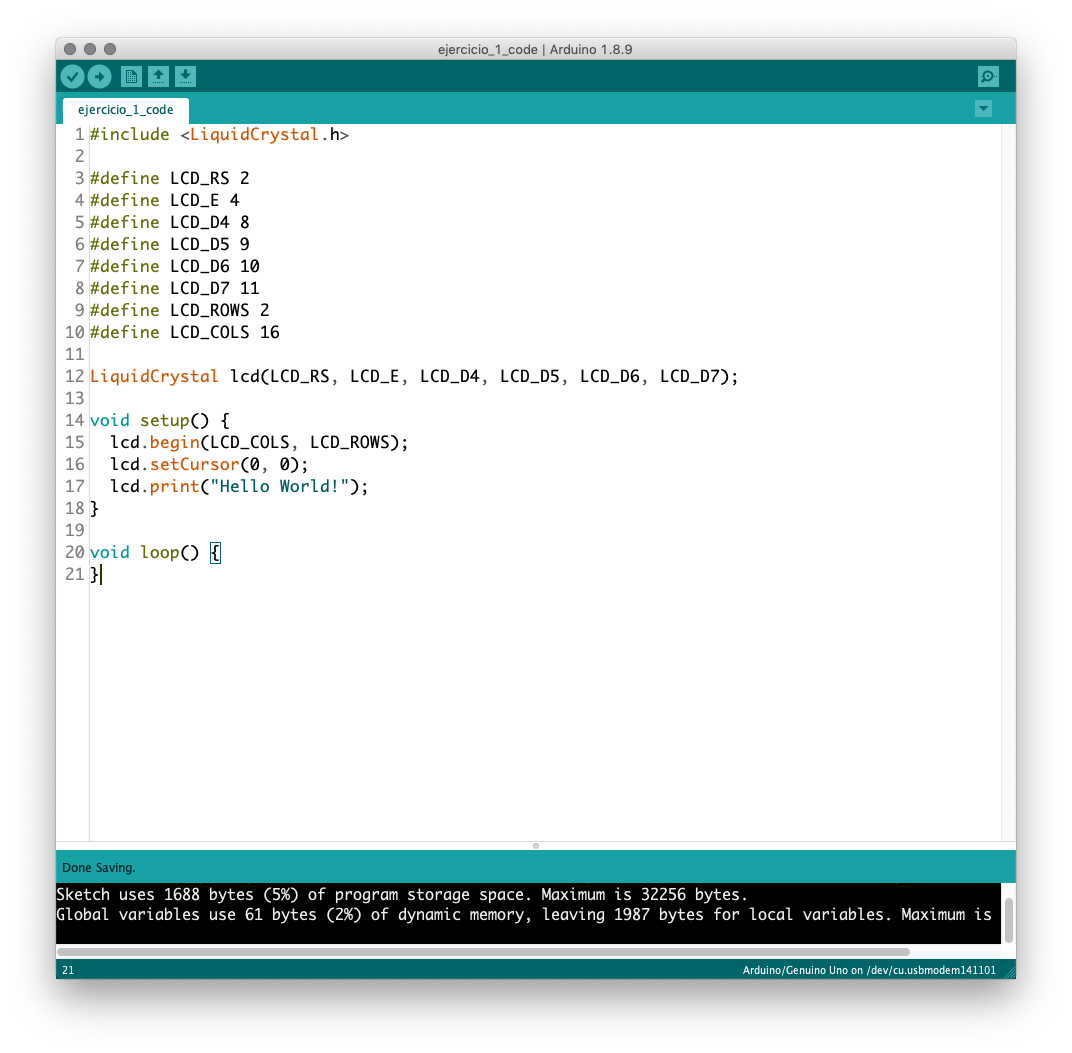 ejercicio_1_code | Arduino 1.8.9
ejercicio_1_code
1 #include <LiquidCrystal.h>
2
3 #define LCD_RS 2
4 #define LCD_E 4
5 #define LCD_D4 8
6 #define LCD_D5 9
7 #define LCD_D6 10
8 #define LCD_D7 11
9 #define LCD_ROWS 2
10 #define LCD_COLS 16
11
12 LiquidCrystal lcd(LCD_RS, LCD_E, LCD_D4, LCD_D5, LCD_D6, LCD_D7);
13
14 void setup() {
15   lcd.begin(LCD_COLS, LCD_ROWS);
16   lcd.setCursor(0, 0);
17   lcd.print("Hello World!");
18 }
19
20 void loop() {
21 }
Done Saving.
Sketch uses 1688 bytes (5%) of program storage space. Maximum is 32256 bytes.
Global variables use 61 bytes (2%) of dynamic memory, leaving 1987 bytes for local variables. Maximum is
21 Arduino/Genuino Uno on /dev/cu.usbmodem141101